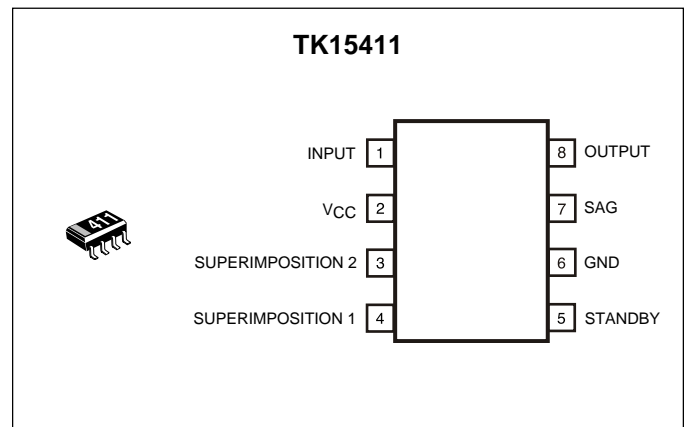 TK15411
INPUT 1
VCC 2
SUPERIMPOSITION 2 3
SUPERIMPOSITION 1 4
8 OUTPUT
7 SAG
6 GND
5 STANDBY
411